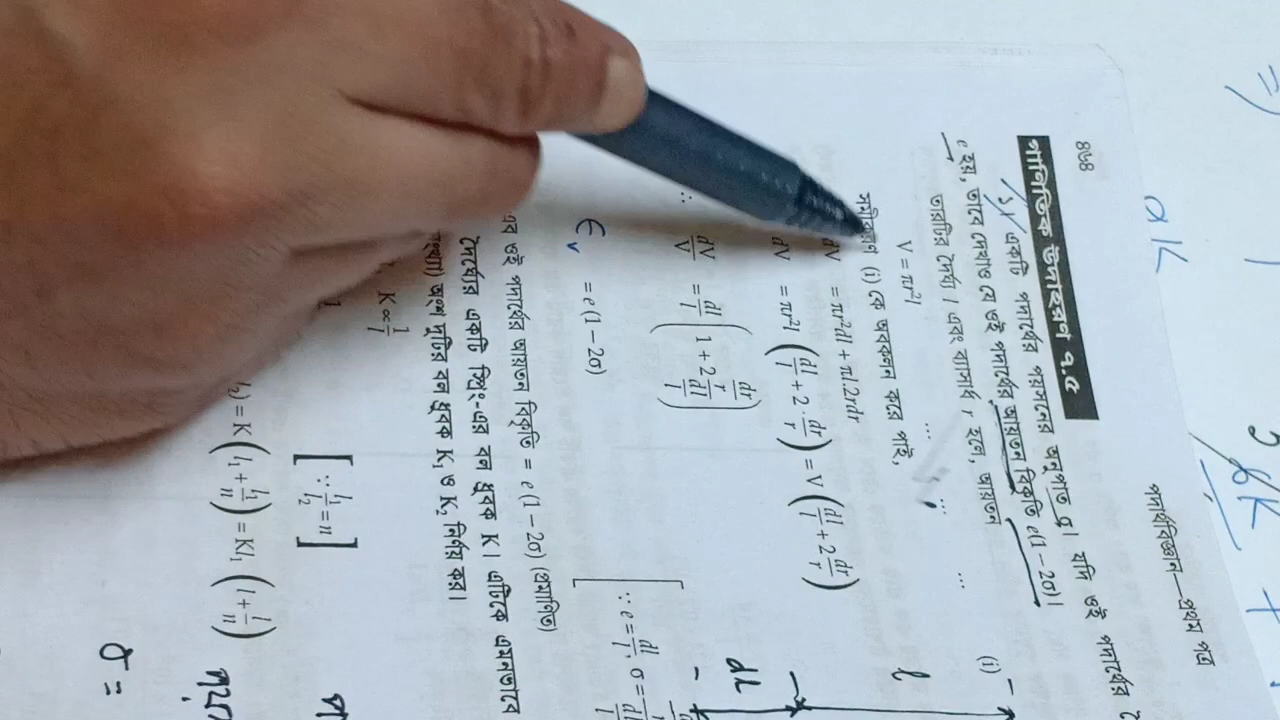 ৪৬৪
পদার্থবিজ্ঞান—প্রথম পত্র
গাণিতিক উদাহরণ ৭.৫
একটি পদার্থের পয়সনের অনুপাত σ। যদি ওই পদার্থের
e হয়, তবে দেখাও যে ওই পদার্থের আয়তন বিকৃতি e(1 − 2σ)।
তারটির দৈর্ঘ্য l এবং ব্যাসার্ধ r হলে, আয়তন
V = πr²l ... ... ... (i)
সমীকরণ (i) কে অবকলন করে পাই,
dV = πr²dl + πl.2rdr
dV = πr²l (dl/l + 2·dr/r) = V (dl/l + 2 dr/r)
∴ dV/V = dl/l (1 + 2 (dr/r)/(dl/l))
ϵᵥ = e(1 − 2σ) [∵ e = dl/l, σ =
এব ওই পদার্থের আয়তন বিকৃতি = e (1 − 2σ) (প্রমাণিত)
দৈর্ঘ্যের একটি স্প্রিং-এর বল ধ্রুবক K। এটিকে এমনভাবে
অংশ দুটির বল ধ্রুবক K₁ ও K₂ নির্ণয় কর।
K ∝ 1/l
[∵ l₁/l₂ = n]
l₂) = K (l₁ + l₁/n) = Kl₁ (1 + 1/n)
l
dl
σ =
αK